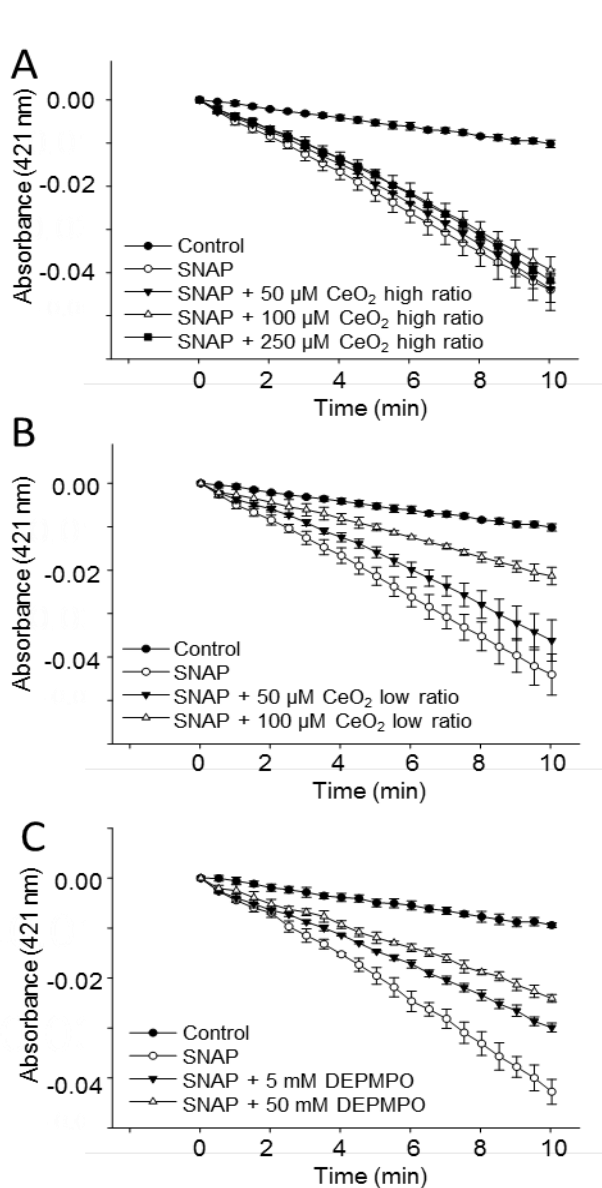 A
Absorbance (421 nm)
0.00
-0.02
-0.04
Control
SNAP
SNAP + 50 µM CeO₂ high ratio
SNAP + 100 µM CeO₂ high ratio
SNAP + 250 µM CeO₂ high ratio
0 2 4 6 8 10
Time (min)
B
Absorbance (421 nm)
0.00
-0.02
-0.04
Control
SNAP
SNAP + 50 µM CeO₂ low ratio
SNAP + 100 µM CeO₂ low ratio
0 2 4 6 8 10
Time (min)
C
Absorbance (421 nm)
0.00
-0.02
-0.04
Control
SNAP
SNAP + 5 mM DEPMPO
SNAP + 50 mM DEPMPO
0 2 4 6 8 10
Time (min)